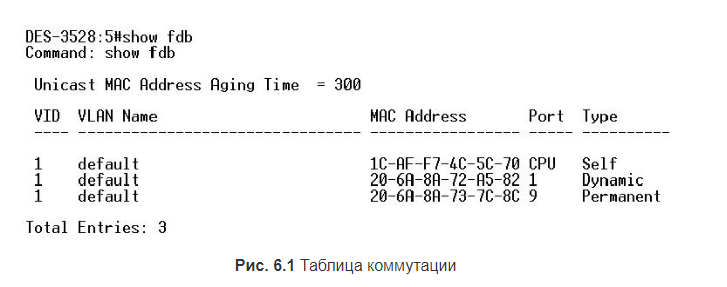 DES-3528:5#show fdb
Command: show fdb
Unicast MAC Address Aging Time = 300
VID VLAN Name MAC Address Port Type
---- -------------------------------- ----------------- ----- ----------
1 default 1C-AF-F7-4C-5C-70 CPU Self
1 default 20-6A-8A-72-A5-82 1 Dynamic
1 default 20-6A-8A-73-7C-8C 9 Permanent
Total Entries: 3
Рис. 6.1 Таблица коммутации